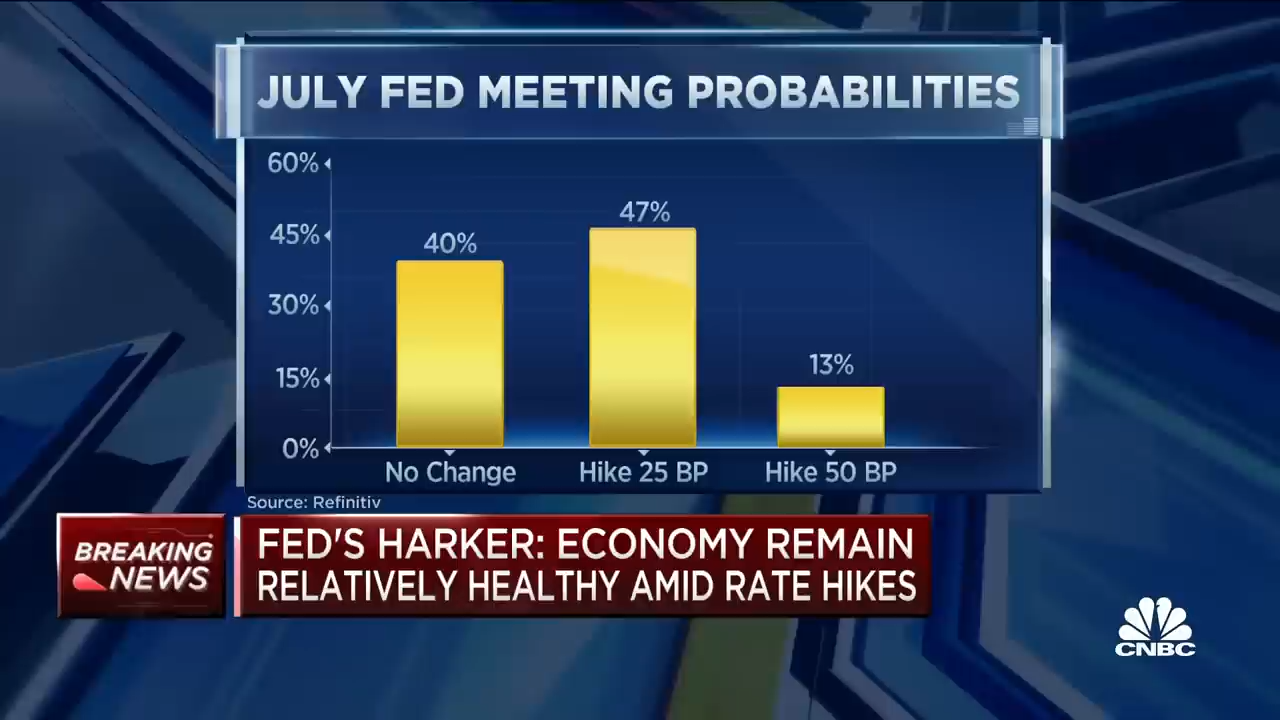 JULY FED MEETING PROBABILITIES
60%
45%
30%
15%
0%
40%
47%
13%
No Change
Hike 25 BP
Hike 50 BP
Source: Refinitiv
BREAKING
NEWS
FED'S HARKER: ECONOMY REMAIN
RELATIVELY HEALTHY AMID RATE HIKES
CNBC